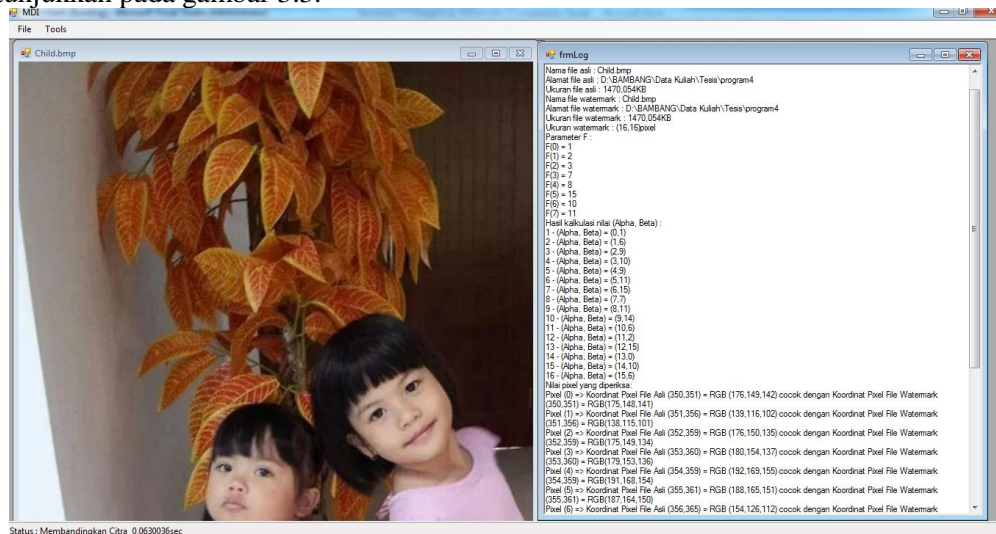 tunjukkan pada gambar 5.5.
MDI
File Tools
Child.bmp
frmLog
Nama file asli : Child.bmp
Alamat file asli : D:\BAMBANG\Data Kuliah\Tesis\program4
Ukuran file asli : 1470,054KB
Nama file watermark : Child.bmp
Alamat file watermark : D:\BAMBANG\Data Kuliah\Tesis\program4
Ukuran file watermark : 1470,054KB
Ukuran watermark : (16,16)pixel
Parameter F :
F(0) = 1
F(1) = 2
F(2) = 3
F(3) = 7
F(4) = 8
F(5) = 15
F(6) = 10
F(7) = 11
Hasil kalkulasi nilai (Alpha, Beta) :
1 - (Alpha, Beta) = (0,1)
2 - (Alpha, Beta) = (1,6)
3 - (Alpha, Beta) = (2,9)
4 - (Alpha, Beta) = (3,10)
5 - (Alpha, Beta) = (4,9)
6 - (Alpha, Beta) = (5,11)
7 - (Alpha, Beta) = (6,15)
8 - (Alpha, Beta) = (7,7)
9 - (Alpha, Beta) = (8,11)
10 - (Alpha, Beta) = (9,14)
11 - (Alpha, Beta) = (10,6)
12 - (Alpha, Beta) = (11,2)
13 - (Alpha, Beta) = (12,15)
14 - (Alpha, Beta) = (13,0)
15 - (Alpha, Beta) = (14,10)
16 - (Alpha, Beta) = (15,6)
Nilai pixel yang diperiksa:
Pixel (0) => Koordinat Pixel File Asli (350,351) = RGB (176,149,142) cocok dengan Koordinat Pixel File Watermark
(350,351) = RGB(175,148,141)
Pixel (1) => Koordinat Pixel File Asli (351,356) = RGB (139,116,102) cocok dengan Koordinat Pixel File Watermark
(351,356) = RGB(138,115,101)
Pixel (2) => Koordinat Pixel File Asli (352,359) = RGB (176,150,135) cocok dengan Koordinat Pixel File Watermark
(352,359) = RGB(175,149,134)
Pixel (3) => Koordinat Pixel File Asli (353,360) = RGB (180,154,137) cocok dengan Koordinat Pixel File Watermark
(353,360) = RGB(179,153,136)
Pixel (4) => Koordinat Pixel File Asli (354,359) = RGB (192,169,155) cocok dengan Koordinat Pixel File Watermark
(354,359) = RGB(191,168,154)
Pixel (5) => Koordinat Pixel File Asli (355,361) = RGB (188,165,151) cocok dengan Koordinat Pixel File Watermark
(355,361) = RGB(187,164,150)
Pixel (6) => Koordinat Pixel File Asli (356,365) = RGB (154,126,112) cocok dengan Koordinat Pixel File Watermark
Status : Membandingkan Citra 0.0630036sec